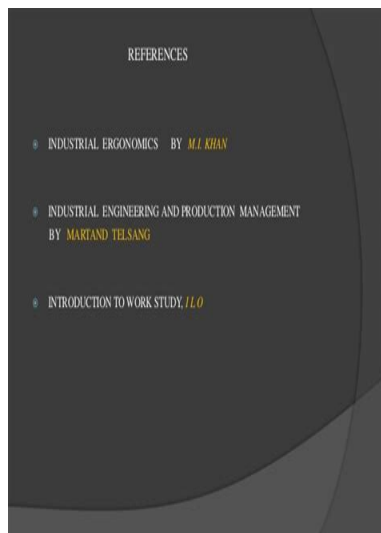 REFERENCES
INDUSTRIAL ERGONOMICS BY M.I. KHAN
INDUSTRIAL ENGINEERING AND PRODUCTION MANAGEMENT
BY MARTAND TELSANG
INTRODUCTION TO WORK STUDY, I L O